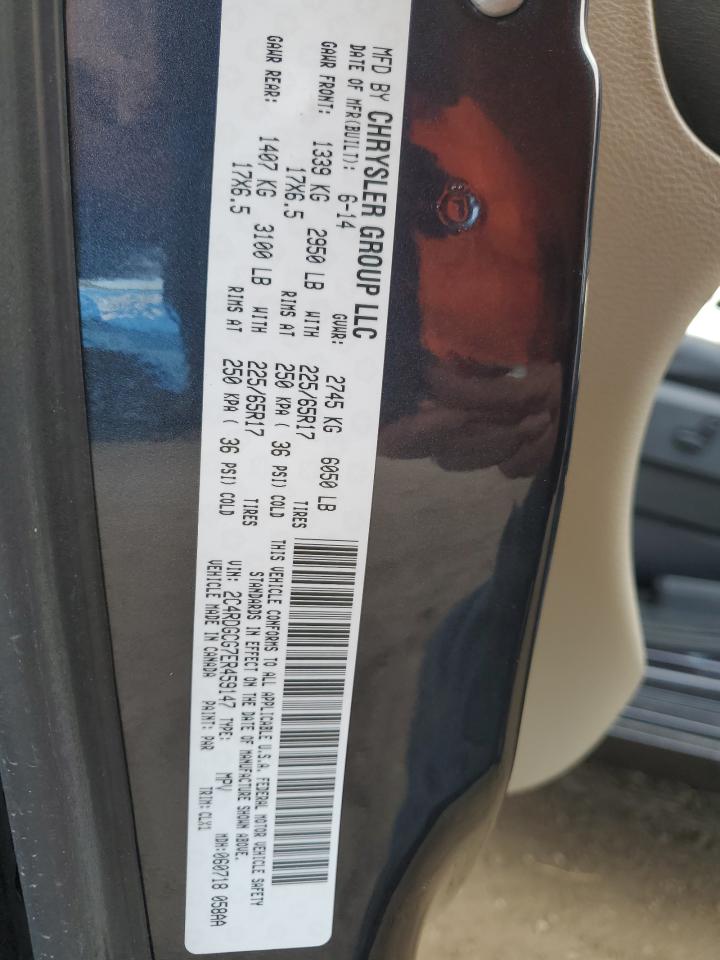 MFD BY CHRYSLER GROUP LLC
DATE OF MFR(BUILT): 6-14 GVWR: 2745 KG 6050 LB
GAWR FRONT: 1339 KG 2950 LB WITH 225/65R17 TIRES
17X6.5 RIMS AT 250 KPA ( 36 PSI) COLD
GAWR REAR: 1407 KG 3100 LB WITH 225/65R17 TIRES
17X6.5 RIMS AT 250 KPA ( 36 PSI) COLD
THIS VEHICLE CONFORMS TO ALL APPLICABLE U.S.A. FEDERAL MOTOR VEHICLE SAFETY
STANDARDS IN EFFECT ON THE DATE OF MANUFACTURE SHOWN ABOVE.
VIN: 2C4RDGCG7ER459147 TYPE: MPV MDH:060718 058AA
VEHICLE MADE IN CANADA PAINT: PAR TRIM:CLX1